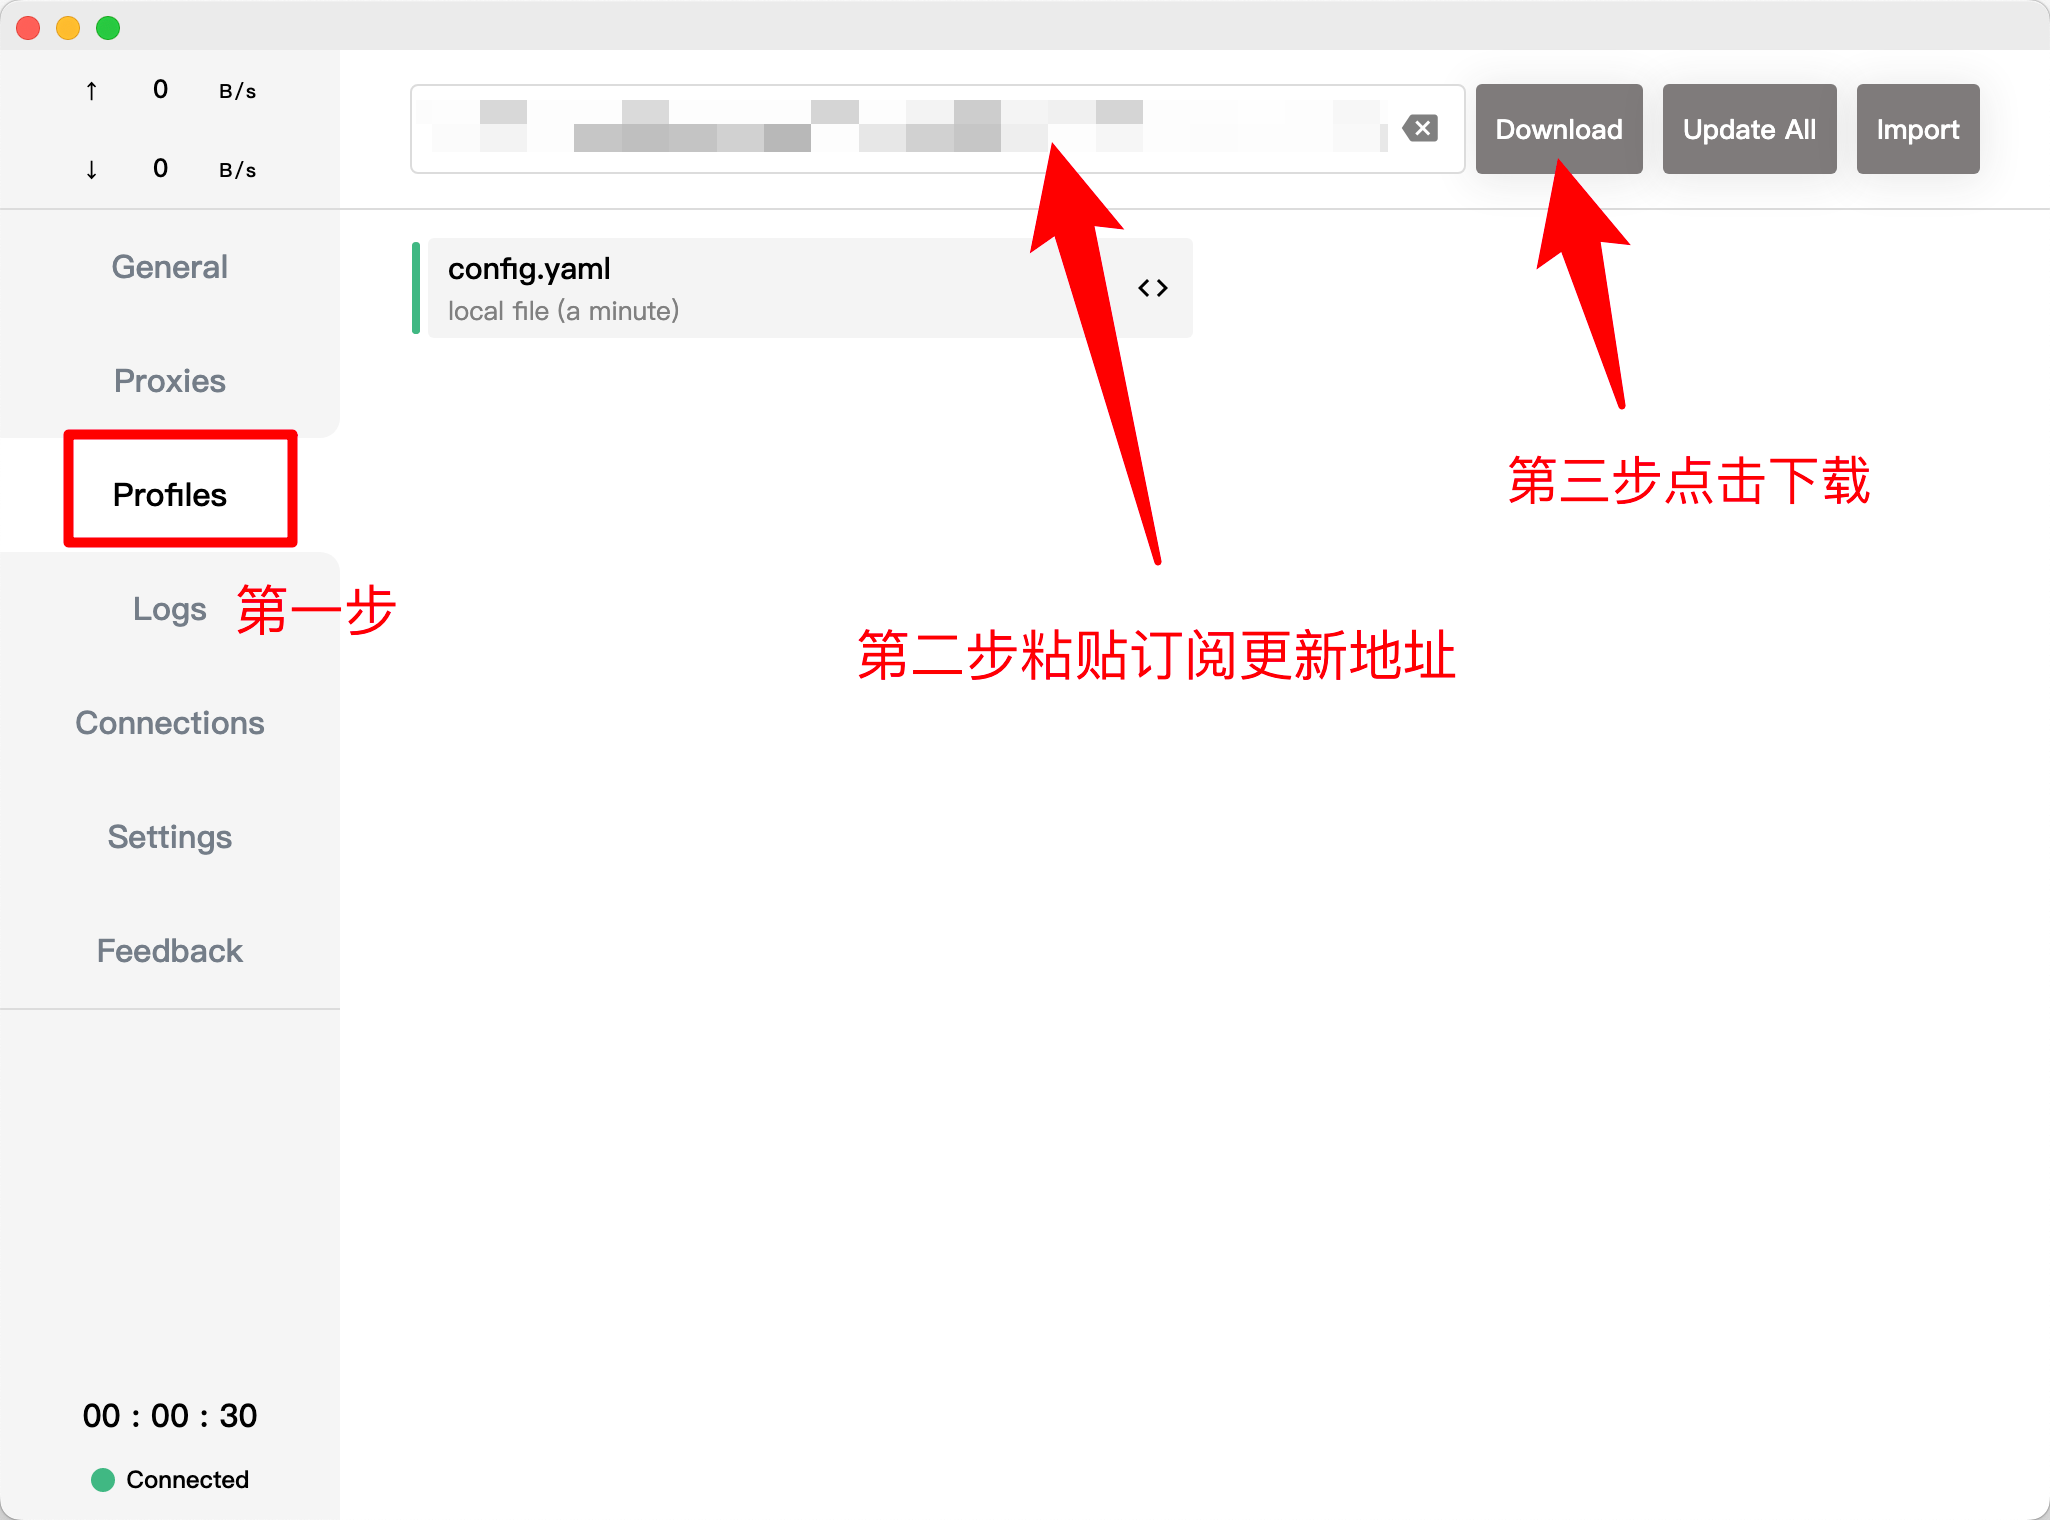 ↑ 0 B/s
↓ 0 B/s
Download
Update All
Import
General
Proxies
Profiles
Logs
Connections
Settings
Feedback
config.yaml
local file (a minute)
<>
第一步
第二步粘贴订阅更新地址
第三步点击下载
00 : 00 : 30
Connected